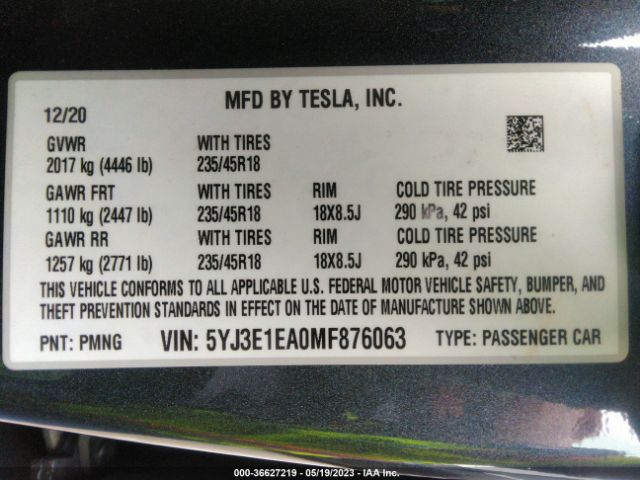 MFD BY TESLA, INC.
12/20
GVWR WITH TIRES
2017 kg (4446 lb) 235/45R18
GAWR FRT WITH TIRES RIM COLD TIRE PRESSURE
1110 kg (2447 lb) 235/45R18 18X8.5J 290 kPa, 42 psi
GAWR RR WITH TIRES RIM COLD TIRE PRESSURE
1257 kg (2771 lb) 235/45R18 18X8.5J 290 kPa, 42 psi
THIS VEHICLE CONFORMS TO ALL APPLICABLE U.S. FEDERAL MOTOR VEHICLE SAFETY, BUMPER, AND
THEFT PREVENTION STANDARDS IN EFFECT ON THE DATE OF MANUFACTURE SHOWN ABOVE.
PNT: PMNG VIN: 5YJ3E1EA0MF876063 TYPE: PASSENGER CAR
000-36627219 - 05/19/2023 - IAA Inc.